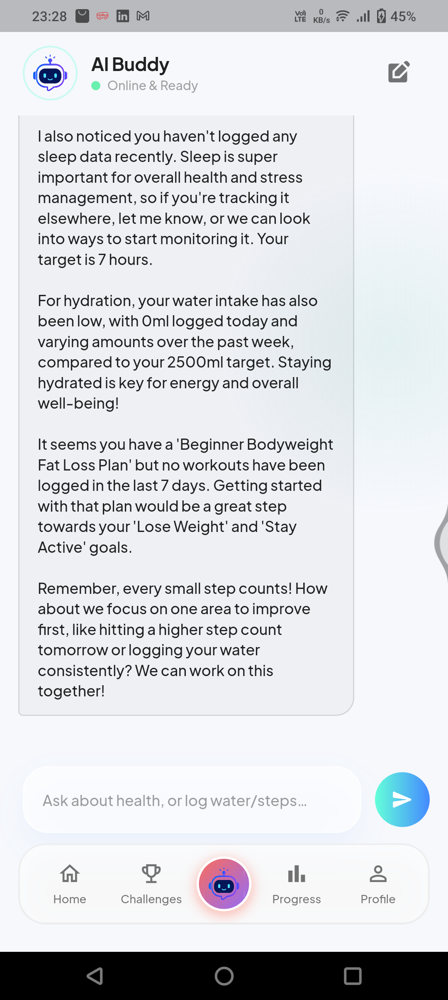 23:28
redBus
in
Vo))
LTE
0
KB/s
45%
AI Buddy
Online & Ready
I also noticed you haven't logged any
sleep data recently. Sleep is super
important for overall health and stress
management, so if you're tracking it
elsewhere, let me know, or we can look
into ways to start monitoring it. Your
target is 7 hours.
For hydration, your water intake has also
been low, with 0ml logged today and
varying amounts over the past week,
compared to your 2500ml target. Staying
hydrated is key for energy and overall
well-being!
It seems you have a 'Beginner Bodyweight
Fat Loss Plan' but no workouts have been
logged in the last 7 days. Getting started
with that plan would be a great step
towards your 'Lose Weight' and 'Stay
Active' goals.
Remember, every small step counts! How
about we focus on one area to improve
first, like hitting a higher step count
tomorrow or logging your water
consistently? We can work on this
together!
Ask about health, or log water/steps...
Home
Challenges
Progress
Profile